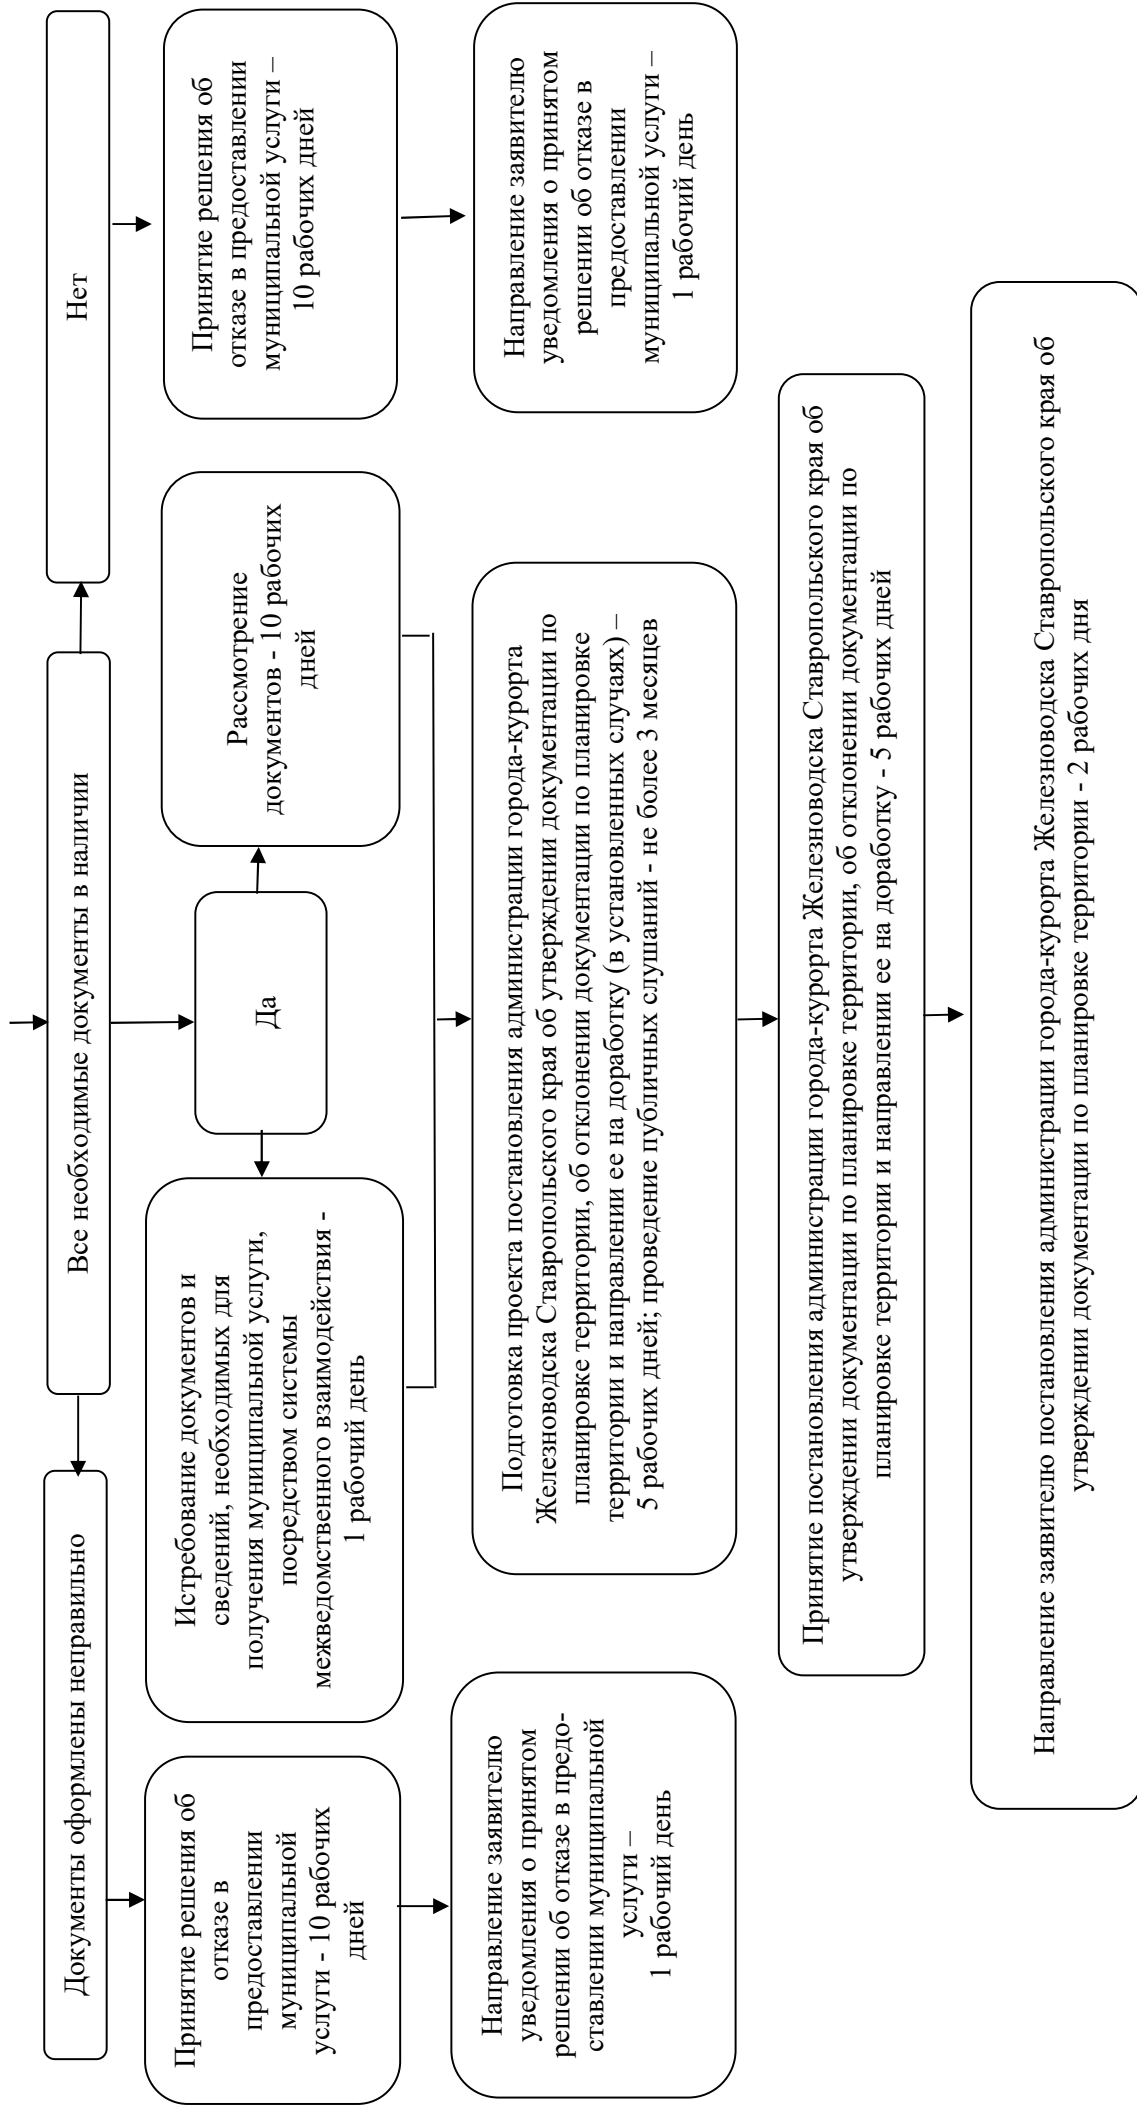 Документы оформлены неправильно
Все необходимые документы в наличии
Нет
Принятие решения об
отказе в
предоставлении
муниципальной
услуги - 10 рабочих
дней
Истребование документов и
сведений, необходимых для
получения муниципальной услуги,
посредством системы
межведомственного взаимодействия -
1 рабочий день
Да
Рассмотрение
документов - 10 рабочих
дней
Принятие решения об
отказе в предоставлении
муниципальной услуги –
10 рабочих дней
Направление заявителю
уведомления о принятом
решении об отказе в предо-
ставлении муниципальной
услуги –
1 рабочий день
Подготовка проекта постановления администрации города-курорта
Железноводска Ставропольского края об утверждении документации по
планировке территории, об отклонении документации по планировке
территории и направлении ее на доработку (в установленных случаях) –
5 рабочих дней; проведение публичных слушаний - не более 3 месяцев
Направление заявителю
уведомления о принятом
решении об отказе в
предоставлении
муниципальной услуги –
1 рабочий день
Принятие постановления администрации города-курорта Железноводска Ставропольского края об
утверждении документации по планировке территории, об отклонении документации по
планировке территории и направлении ее на доработку - 5 рабочих дней
Направление заявителю постановления администрации города-курорта Железноводска Ставропольского края об
утверждении документации по планировке территории - 2 рабочих дня